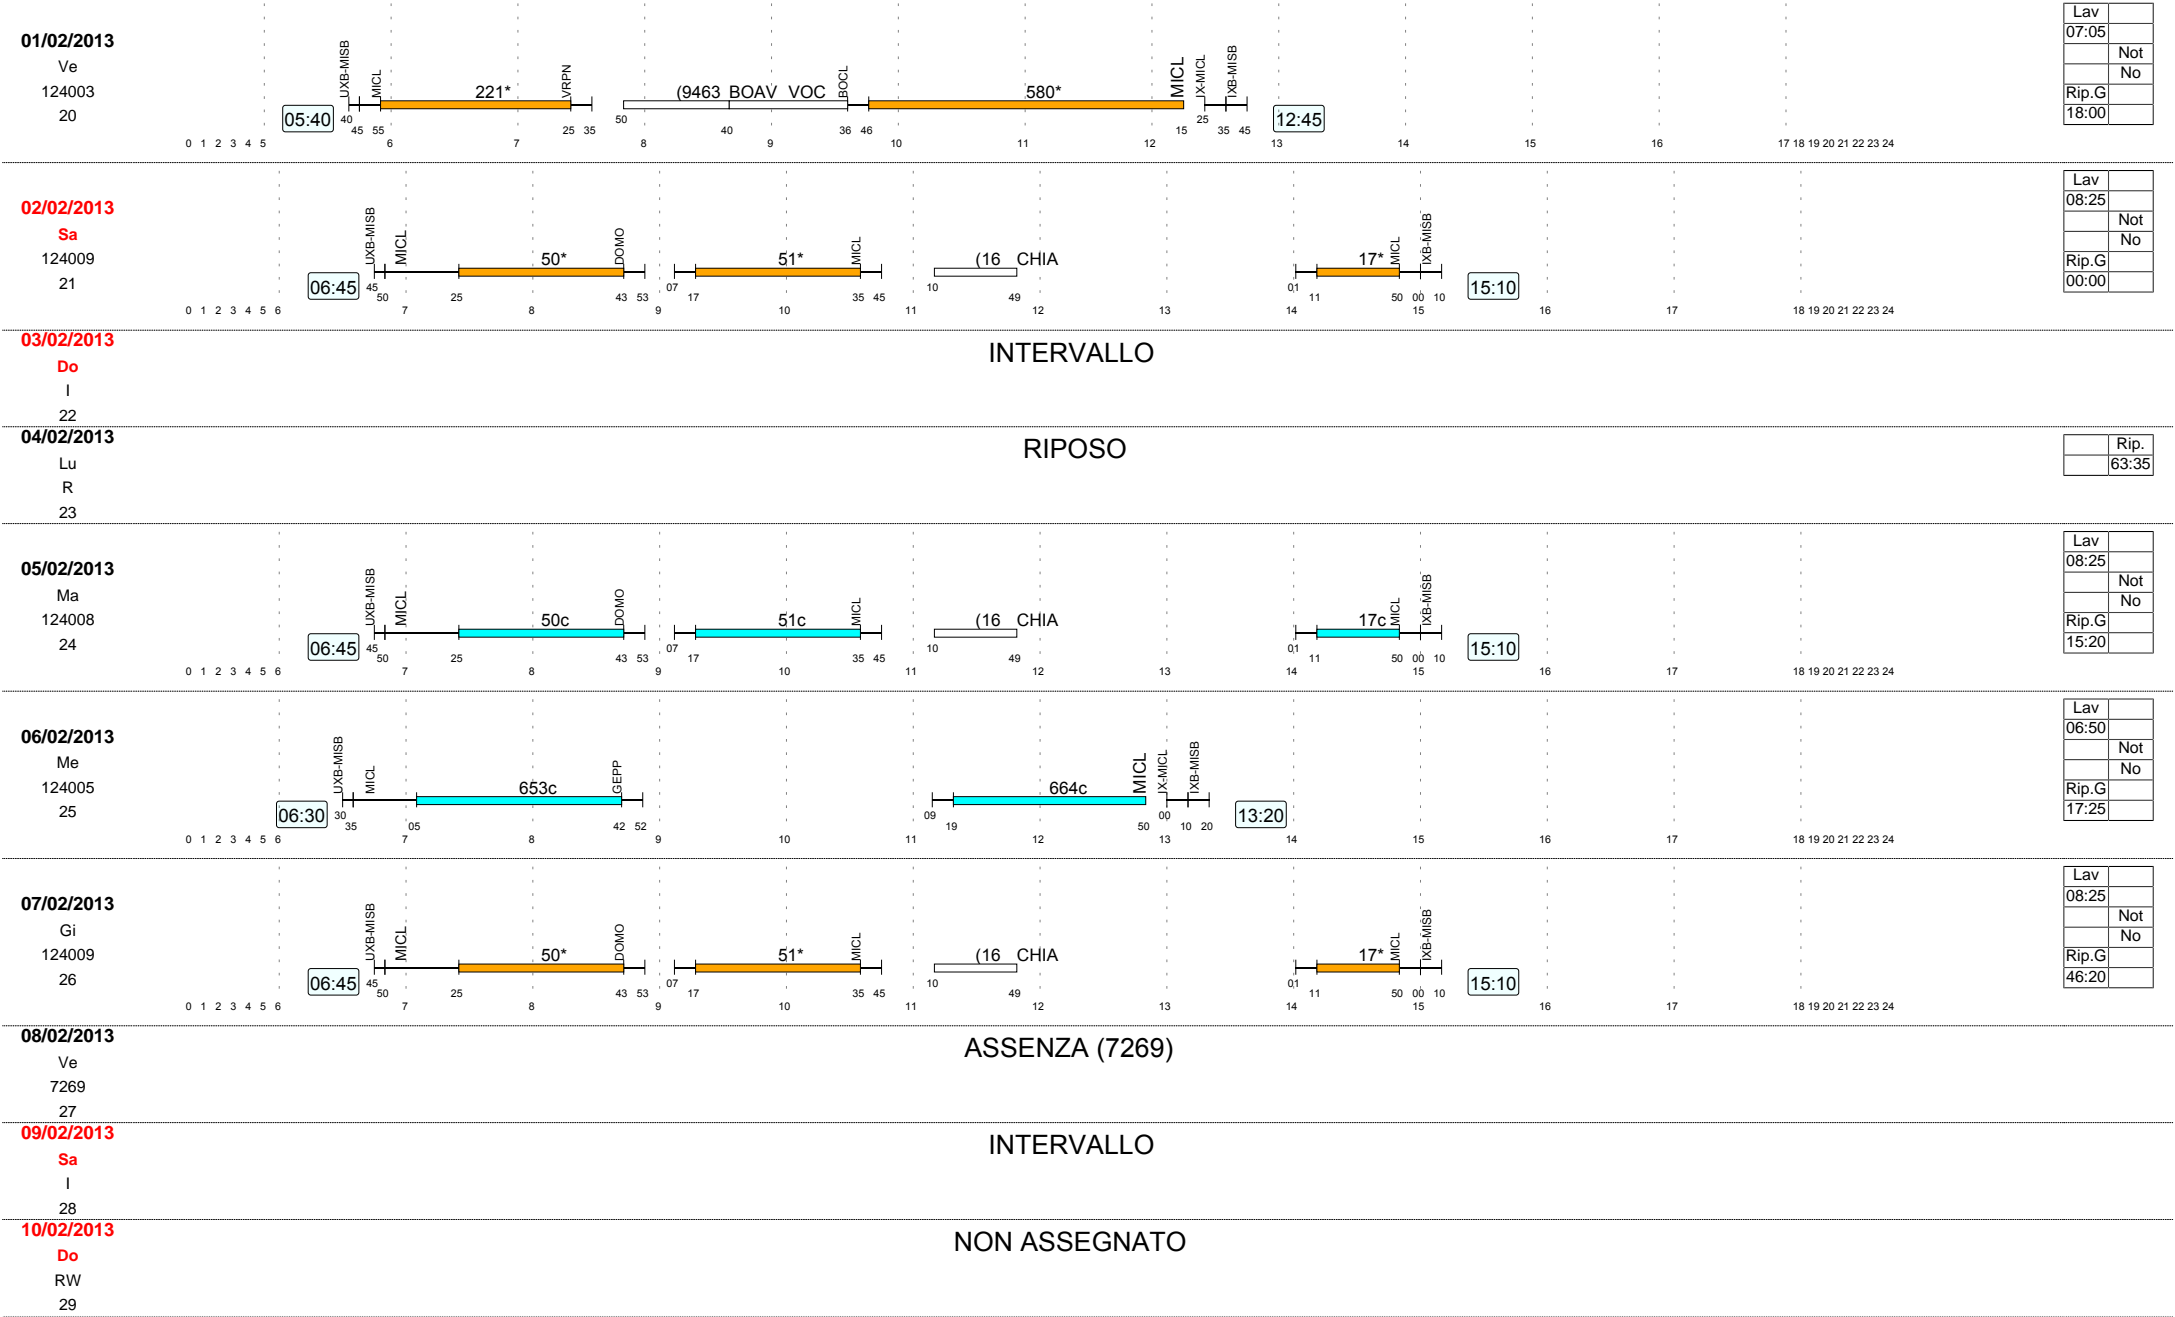 01/02/2013
Ve
124003
20
UXB-MISB MICL 221* VRPN (9463 BOAV VOC BOCL 580* MICL IX-MICL IXB-MISB
05:40 40 45 55 25 35 50 40 36 46 15 25 35 45 12:45
0 1 2 3 4 5 6 7 8 9 10 11 12 13 14 15 16 17 18 19 20 21 22 23 24
Lav
07:05
Not
No
Rip.G
18:00
02/02/2013
Sa
124009
21
UXB-MISB MICL 50* DOMO 51* MICL (16 CHIA 17* MICL IXB-MISB
06:45 45 50 25 43 53 07 17 35 45 10 49 01 11 50 00 10 15:10
0 1 2 3 4 5 6 7 8 9 10 11 12 13 14 15 16 17 18 19 20 21 22 23 24
Lav
08:25
Not
No
Rip.G
00:00
03/02/2013
Do
I
22
INTERVALLO
04/02/2013
Lu
R
23
RIPOSO
Rip.
63:35
05/02/2013
Ma
124008
24
UXB-MISB MICL 50c DOMO 51c MICL (16 CHIA 17c MICL IXB-MISB
06:45 45 50 25 43 53 07 17 35 45 10 49 01 11 50 00 10 15:10
0 1 2 3 4 5 6 7 8 9 10 11 12 13 14 15 16 17 18 19 20 21 22 23 24
Lav
08:25
Not
No
Rip.G
15:20
06/02/2013
Me
124005
25
UXB-MISB MICL 653c GEPP 664c MICL IX-MICL IXB-MISB
06:30 30 35 05 42 52 09 19 50 00 10 20 13:20
0 1 2 3 4 5 6 7 8 9 10 11 12 13 14 15 16 17 18 19 20 21 22 23 24
Lav
06:50
Not
No
Rip.G
17:25
07/02/2013
Gi
124009
26
UXB-MISB MICL 50* DOMO 51* MICL (16 CHIA 17* MICL IXB-MISB
06:45 45 50 25 43 53 07 17 35 45 10 49 01 11 50 00 10 15:10
0 1 2 3 4 5 6 7 8 9 10 11 12 13 14 15 16 17 18 19 20 21 22 23 24
Lav
08:25
Not
No
Rip.G
46:20
08/02/2013
Ve
7269
27
ASSENZA (7269)
09/02/2013
Sa
I
28
INTERVALLO
10/02/2013
Do
RW
29
NON ASSEGNATO